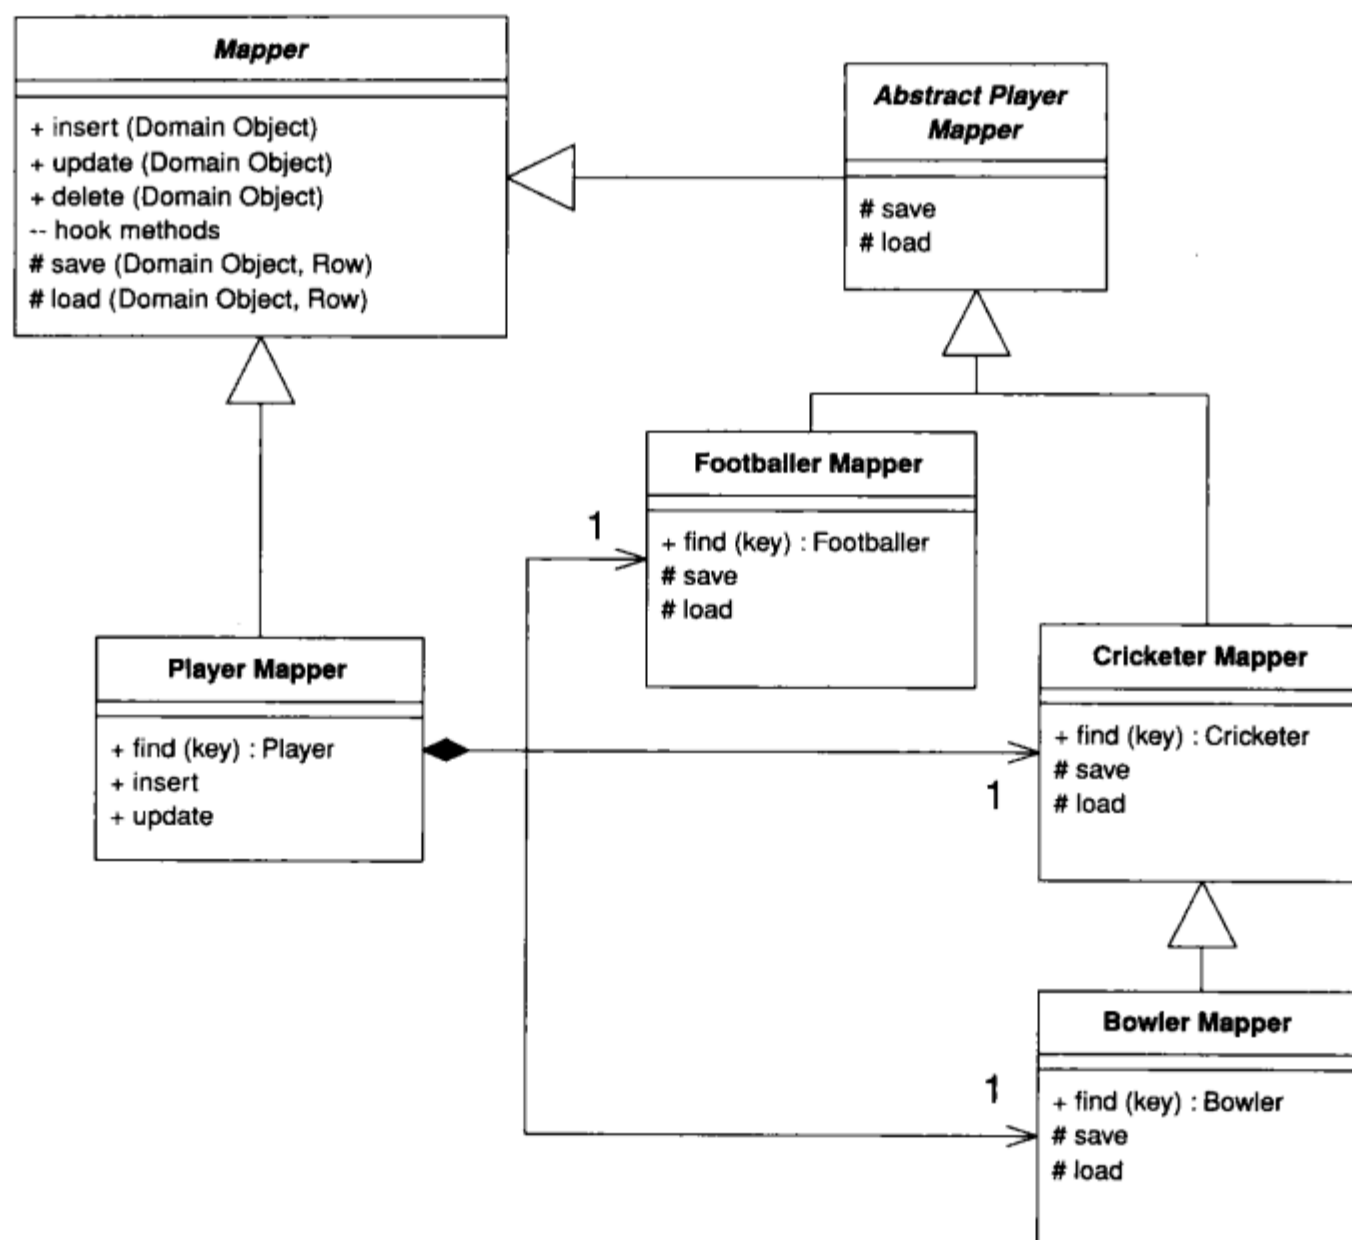 Mapper
+ insert (Domain Object)
+ update (Domain Object)
+ delete (Domain Object)
-- hook methods
# save (Domain Object, Row)
# load (Domain Object, Row)
Abstract Player
Mapper
# save
# load
Footballer Mapper
+ find (key) : Footballer
# save
# load
1
Player Mapper
+ find (key) : Player
+ insert
+ update
Cricketer Mapper
+ find (key) : Cricketer
# save
# load
1
Bowler Mapper
+ find (key) : Bowler
# save
# load
1